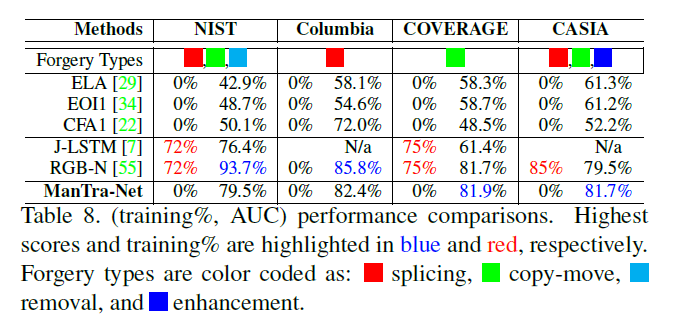 Methods NIST Columbia COVERAGE CASIA
Forgery Types , , , ,
ELA [29] 0% 42.9% 0% 58.1% 0% 58.3% 0% 61.3%
EOI1 [34] 0% 48.7% 0% 54.6% 0% 58.7% 0% 61.2%
CFA1 [22] 0% 50.1% 0% 72.0% 0% 48.5% 0% 52.2%
J-LSTM [7] 72% 76.4% N/a 75% 61.4% N/a
RGB-N [55] 72% 93.7% 0% 85.8% 75% 81.7% 85% 79.5%
ManTra-Net 0% 79.5% 0% 82.4% 0% 81.9% 0% 81.7%
Table 8. (training%, AUC) performance comparisons. Highest
scores and training% are highlighted in blue and red, respectively.
Forgery types are color coded as: splicing, copy-move,
removal, and enhancement.